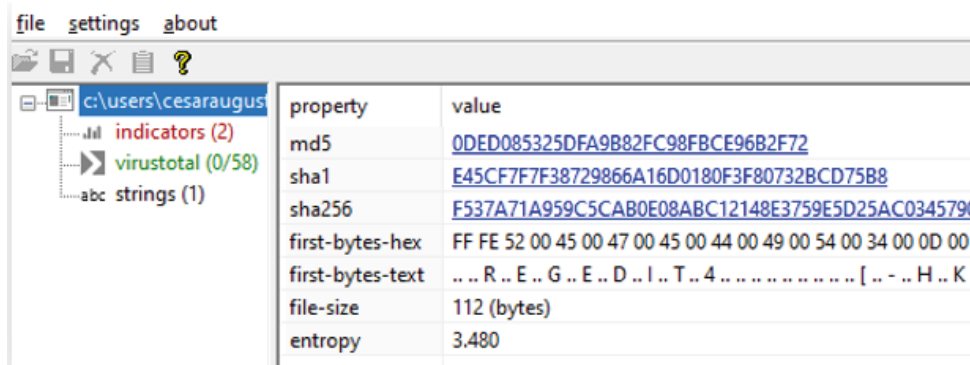 file settings about
c:\users\cesaraugust
indicators (2)
virustotal (0/58)
abc strings (1)
property value
md5 0DED085325DFA9B82FC98FBCE96B2F72
sha1 E45CF7F7F38729866A16D0180F3F80732BCD75B8
sha256 F537A71A959C5CAB0E08ABC12148E3759E5D25AC0345790
first-bytes-hex FF FE 52 00 45 00 47 00 45 00 44 00 49 00 54 00 34 00 0D 00
first-bytes-text .. .. R .. E .. G .. E .. D .. I .. T .. 4 .. .. .. .. .. .. .. .. .. [ .. - .. H .. K
file-size 112 (bytes)
entropy 3.480